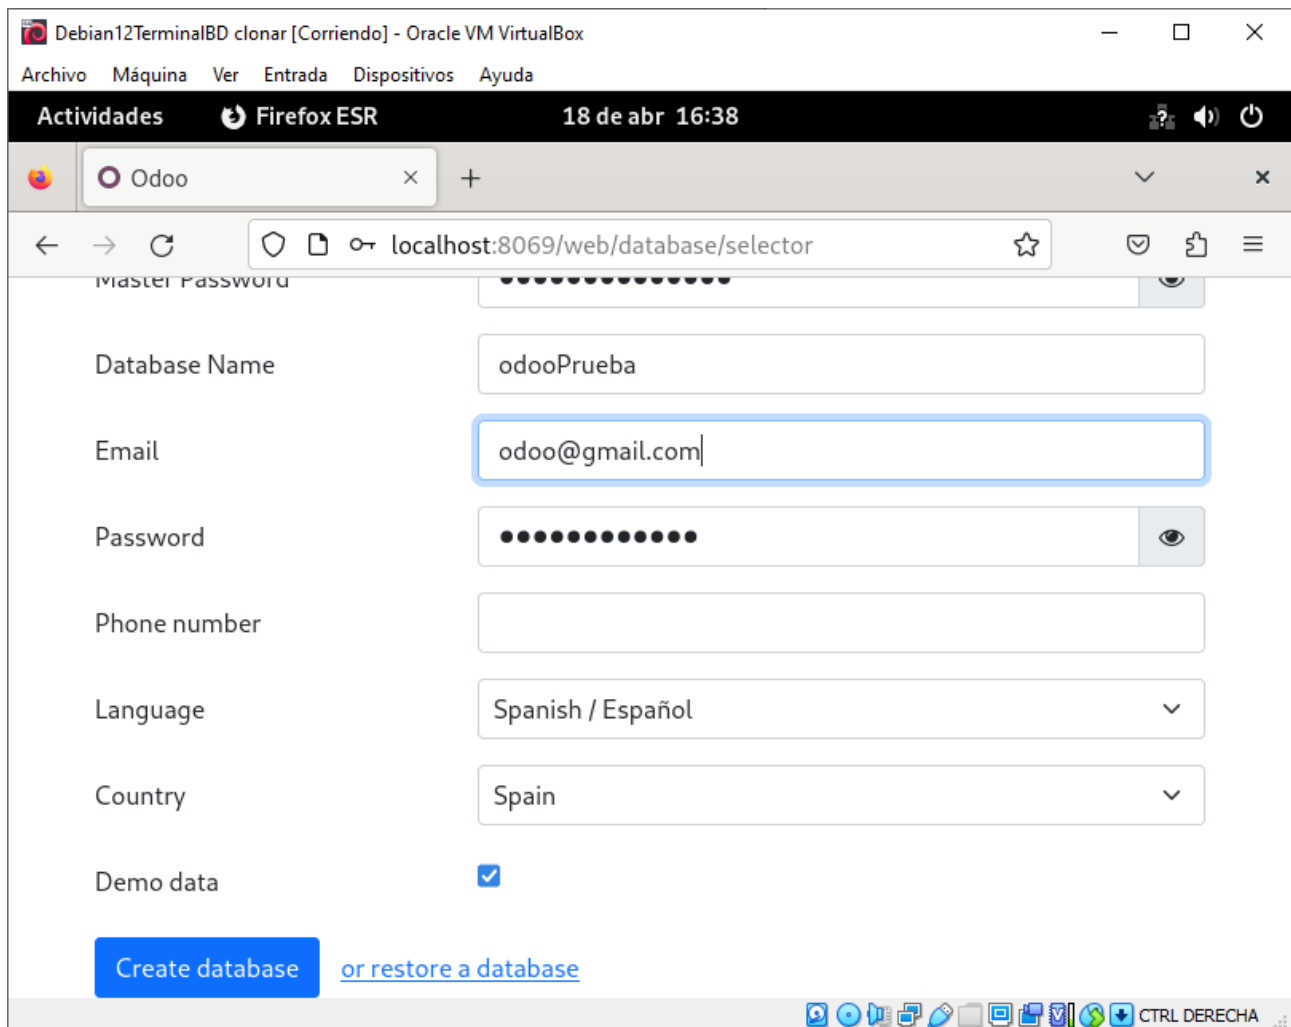 Debian12TerminalBD clonar [Corriendo] - Oracle VM VirtualBox
Archivo Máquina Ver Entrada Dispositivos Ayuda
Actividades Firefox ESR 18 de abr 16:38
Odoo
localhost:8069/web/database/selector
Master Password ●●●●●●●●●●●●●●
Database Name odooPrueba
Email odoo@gmail.com
Password ●●●●●●●●●●●●
Phone number
Language Spanish / Español
Country Spain
Demo data
Create database or restore a database
CTRL DERECHA